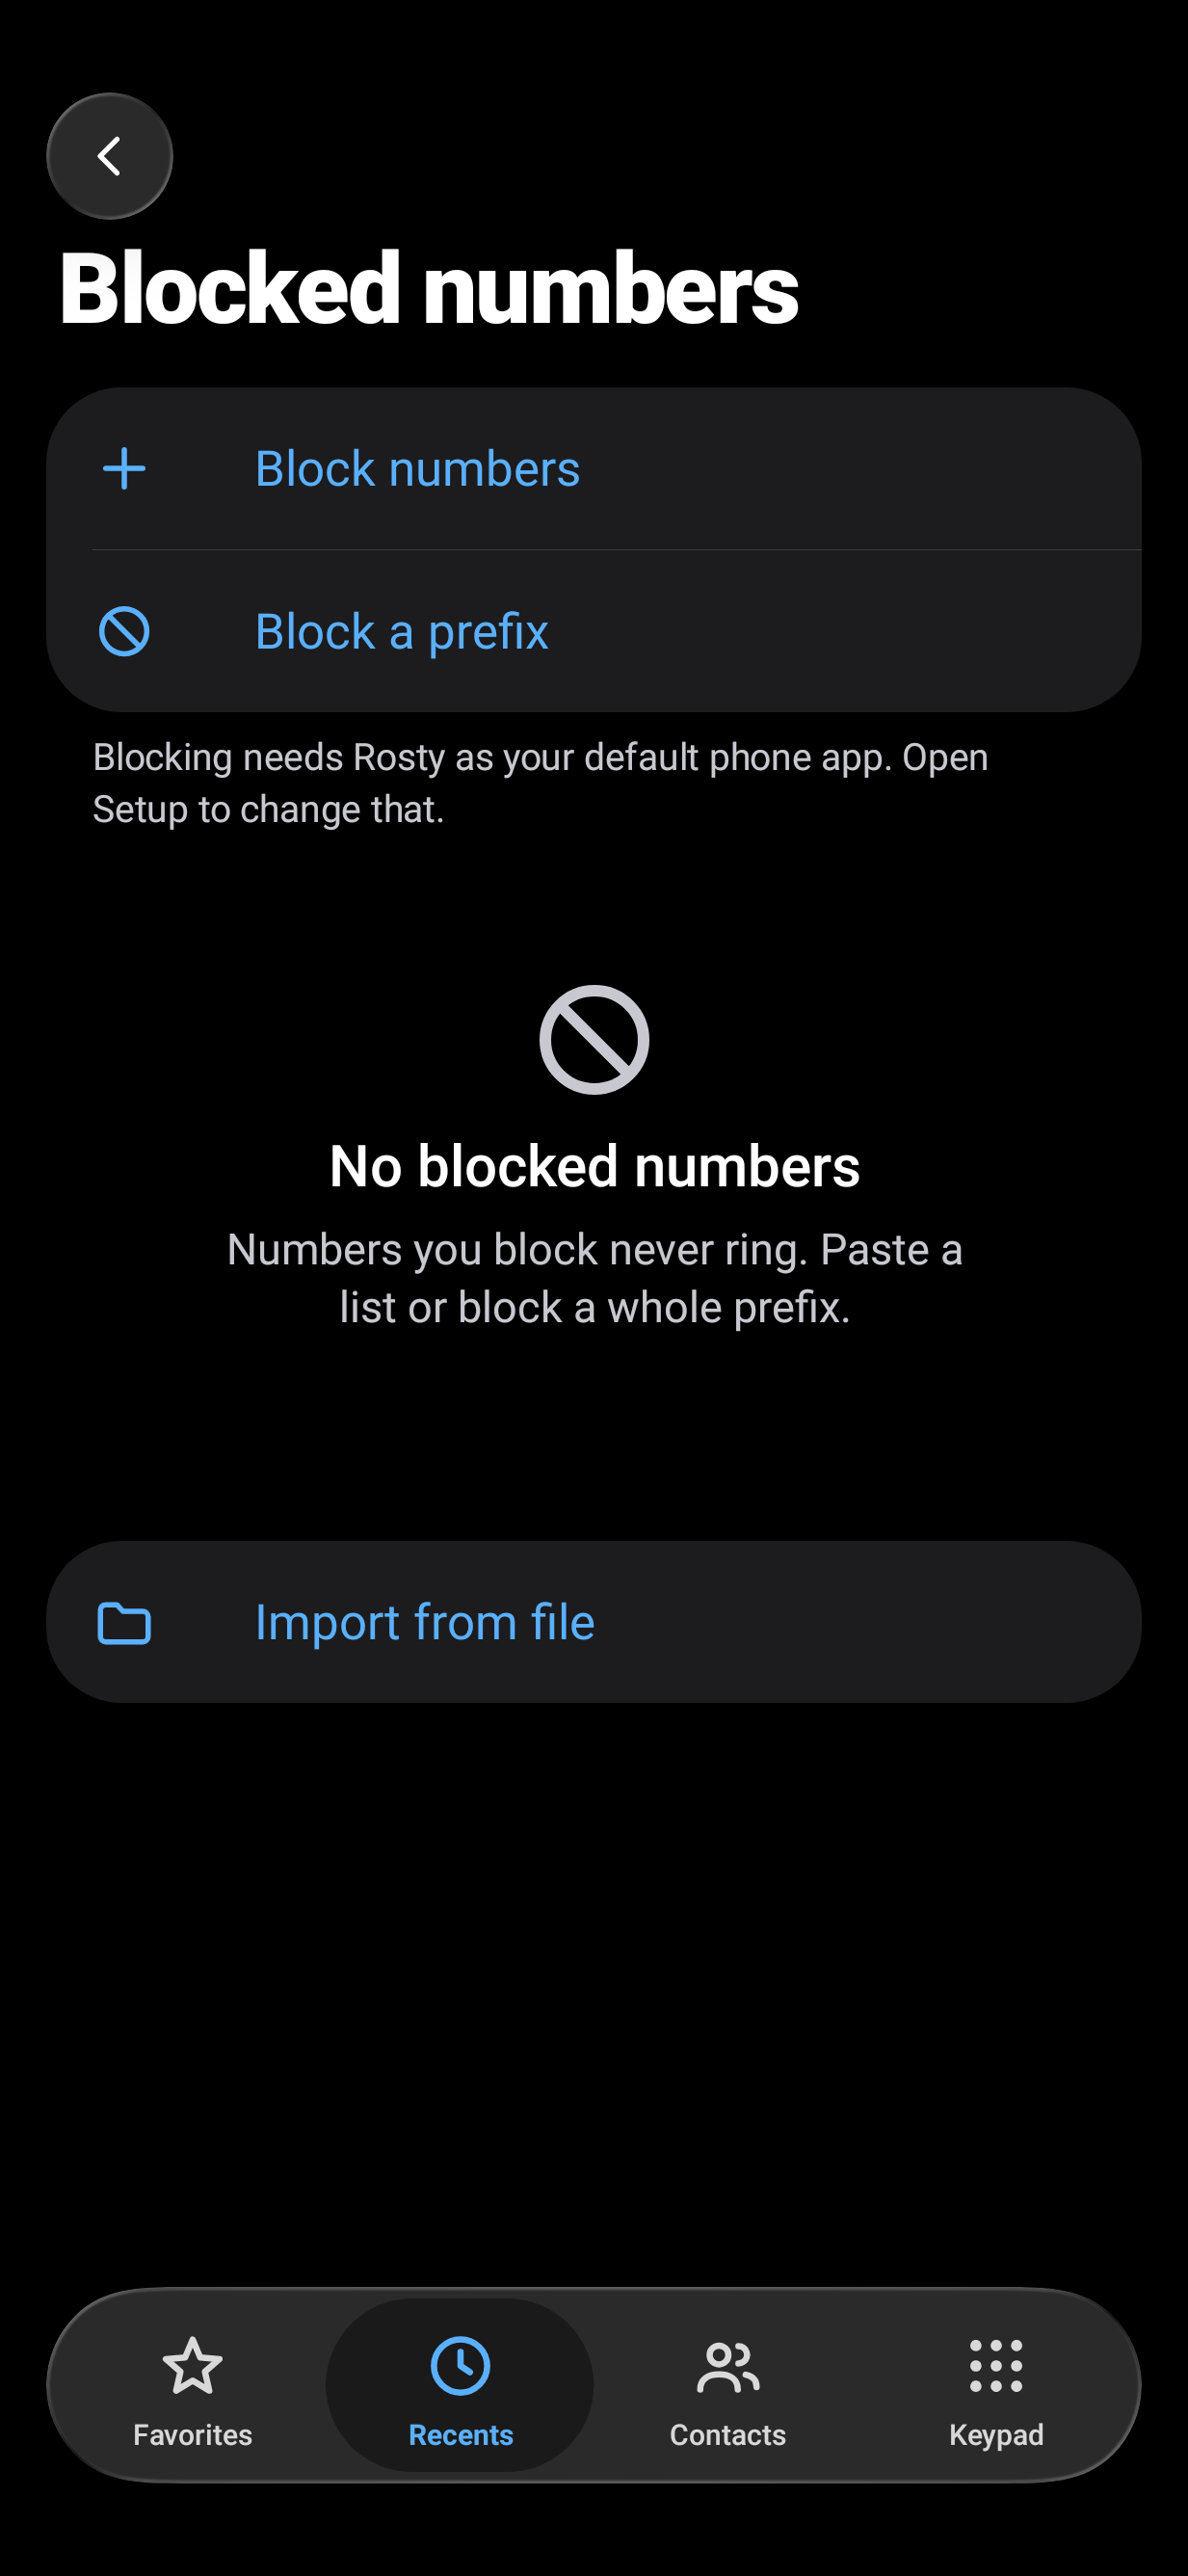 Blocked numbers
Block numbers
Block a prefix
Blocking needs Rosty as your default phone app. Open
Setup to change that.
No blocked numbers
Numbers you block never ring. Paste a
list or block a whole prefix.
Import from file
Favorites
Recents
Contacts
Keypad